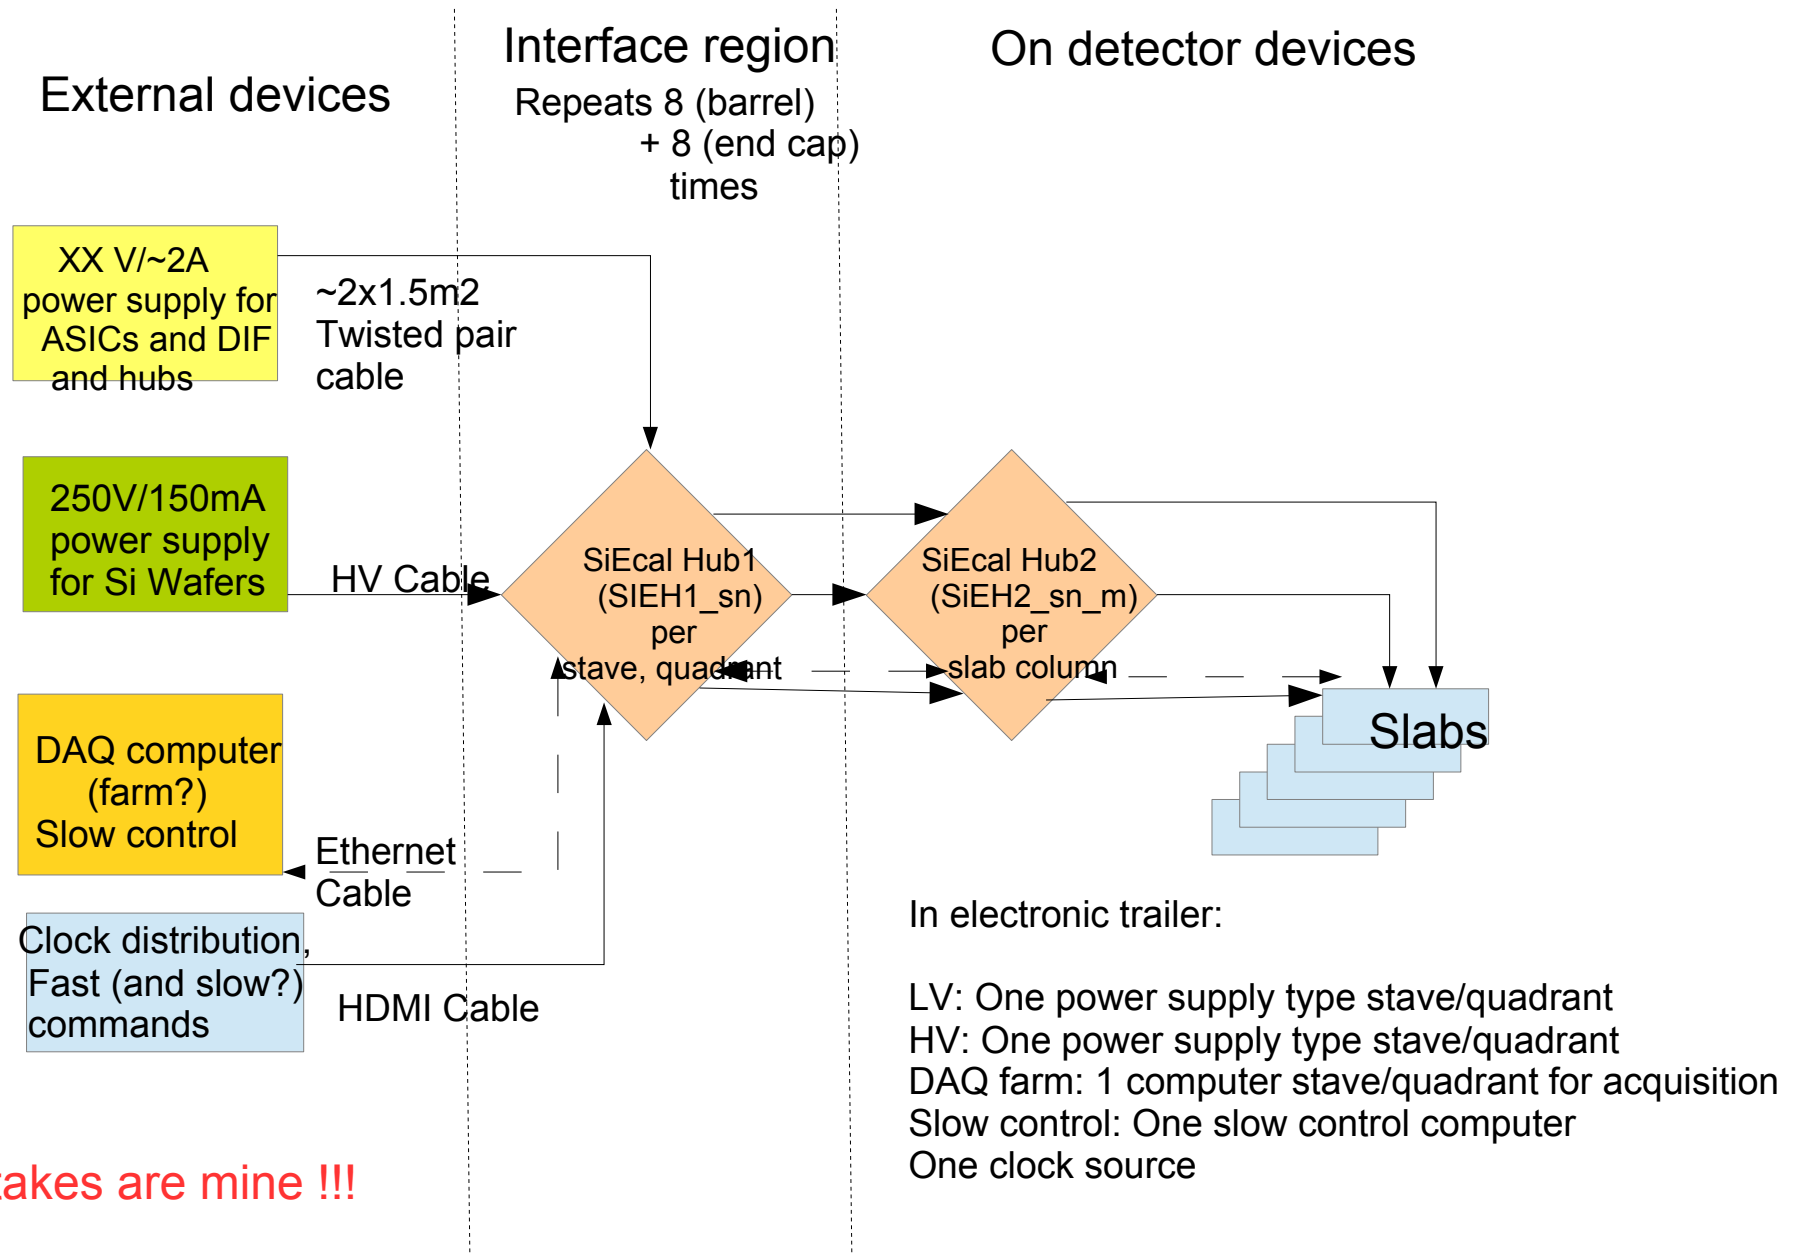 External devices
Interface region
Repeats 8 (barrel)
+ 8 (end cap)
times
On detector devices
XX V/~2A
power supply for
ASICs and DIF
and hubs
~2x1.5m2
Twisted pair
cable
250V/150mA
power supply
for Si Wafers
HV Cable
SiEcal Hub1
(SIEH1_sn)
per
stave, quadrant
SiEcal Hub2
(SiEH2_sn_m)
per
slab column
Slabs
DAQ computer
(farm?)
Slow control
Ethernet
Cable
Clock distribution,
Fast (and slow?)
commands
HDMI Cable
In electronic trailer:
LV: One power supply type stave/quadrant
HV: One power supply type stave/quadrant
DAQ farm: 1 computer stave/quadrant for acquisition
Slow control: One slow control computer
One clock source
takes are mine !!!